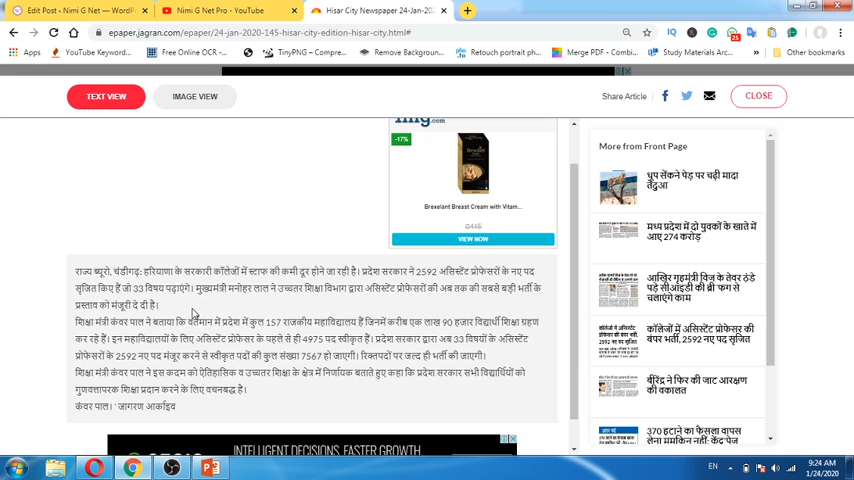 Edit Post ‹ Nimi G Net — WordPr
Nimi G Net Pro - YouTube
Hisar City Newspaper 24-Jan-202
epaper.jagran.com/epaper/24-jan-2020-145-hisar-city-edition-hisar-city.html#
Apps
YouTube Keyword...
Free Online OCR -...
TinyPNG – Compre...
Remove Background...
Retouch portrait ph...
Merge PDF - Combi...
Study Materials Arc...
Other bookmarks
TEXT VIEW
IMAGE VIEW
Share Article
CLOSE
.com
-17%
Brexelant Breast Cream with Vitam...
VIEW NOW
राज्य ब्यूरो, चंडीगढ़: हरियाणा के सरकारी कॉलेजों में स्टाफ की कमी दूर होने जा रही है। प्रदेश सरकार ने 2592 असिस्टेंट प्रोफेसरों के नए पद
सृजित किए हैं जो 33 विषय पढ़ाएंगे। मुख्यमंत्री मनोहर लाल ने उच्चतर शिक्षा विभाग द्वारा असिस्टेंट प्रोफेसरों की अब तक की सबसे बड़ी भर्ती के
प्रस्ताव को मंजूरी दे दी है।
शिक्षा मंत्री कंवर पाल ने बताया कि वर्तमान में प्रदेश में कुल 157 राजकीय महाविद्यालय हैं जिनमें करीब एक लाख 90 हजार विद्यार्थी शिक्षा ग्रहण
कर रहे हैं। इन महाविद्यालयों के लिए असिस्टेंट प्रोफेसर के पहले से ही 4975 पद स्वीकृत हैं। प्रदेश सरकार द्वारा अब 33 विषयों के असिस्टेंट
प्रोफेसरों के 2592 नए पद मंजूर करने से स्वीकृत पदों की कुल संख्या 7567 हो जाएगी। रिक्तपदों पर जल्द ही भर्ती की जाएगी।
शिक्षा मंत्री कंवर पाल ने इस कदम को ऐतिहासिक व उच्चतर शिक्षा के क्षेत्र में निर्णायक बताते हुए कहा कि प्रदेश सरकार सभी विद्यार्थियों को
गुणवत्तापरक शिक्षा प्रदान करने के लिए वचनबद्ध है।
कंवर पाल। ' जागरण आर्काइव
INTELLIGENT DECISIONS. FASTER GROWTH.
More from Front Page
धूप सेंकने पेड़ पर चढ़ी मादा
तेंदुआ
मध्य प्रदेश में दो युवकों के खाते में
आए 274 करोड़
आखिर गृहमंत्री विज के तेवर ठंडे
पड़े सीआईडी की ब्रीफिंग से
चलाएंगे काम
कॉलेजों में असिस्टेंट प्रोफेसर की
बंपर भर्ती, 2592 नए पद सृजित
बीरेंद्र ने फिर की जाट आरक्षण
की वकालत
370 हटाने का फैसला वापस
लेना मुमकिन नहीं: केंद्र
EN
9:24 AM
1/24/2020